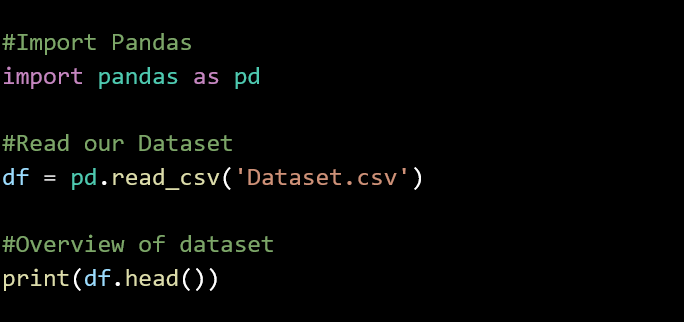 #Import Pandas
import pandas as pd
#Read our Dataset
df = pd.read_csv('Dataset.csv')
#Overview of dataset
print(df.head())